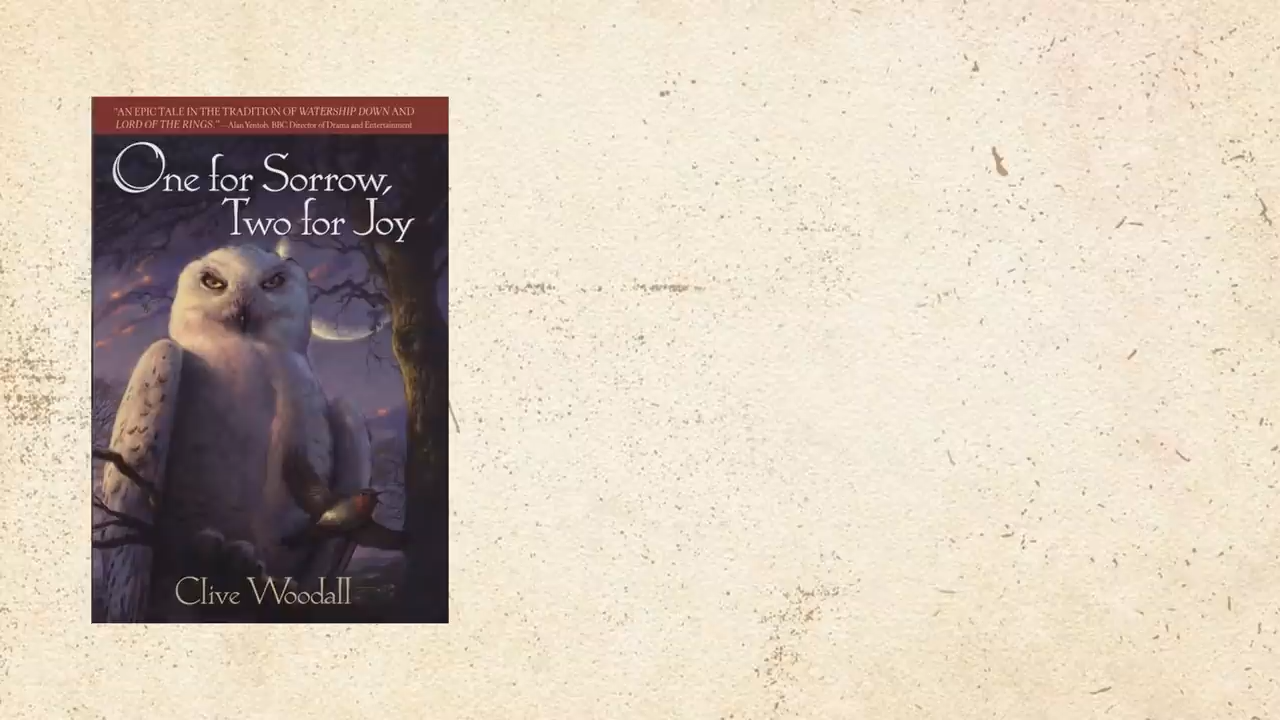 "AN EPIC TALE IN THE TRADITION OF WATERSHIP DOWN AND
LORD OF THE RINGS."—Alan Yentob, BBC Director of Drama and Entertainment
One for Sorrow,
Two for Joy
Clive Woodall